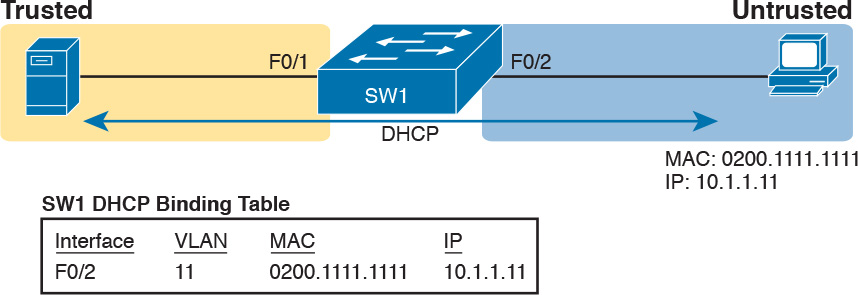 Trusted
Untrusted
F0/1
F0/2
SW1
DHCP
MAC: 0200.1111.1111
IP: 10.1.1.11
SW1 DHCP Binding Table
Interface VLAN MAC IP
F0/2 11 0200.1111.1111 10.1.1.11